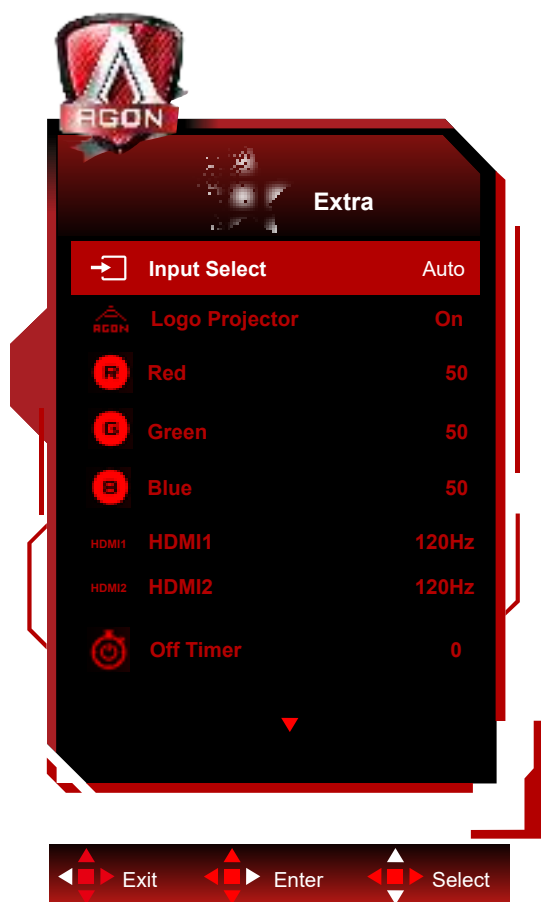 AGON
Extra
Input Select Auto
AGON Logo Projector On
R Red 50
G Green 50
B Blue 50
HDMI1 HDMI1 120Hz
HDMI2 HDMI2 120Hz
Off Timer 0
Exit Enter Select